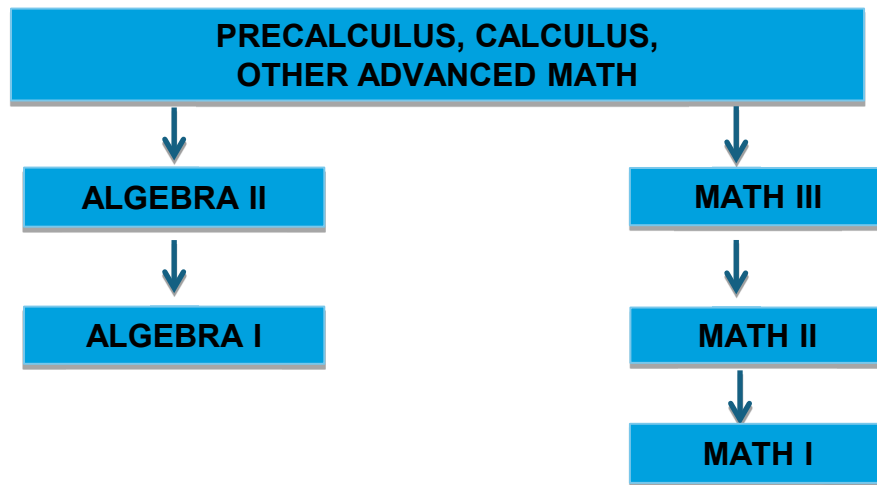 PRECALCULUS, CALCULUS,
OTHER ADVANCED MATH
ALGEBRA II
MATH III
ALGEBRA I
MATH II
MATH I